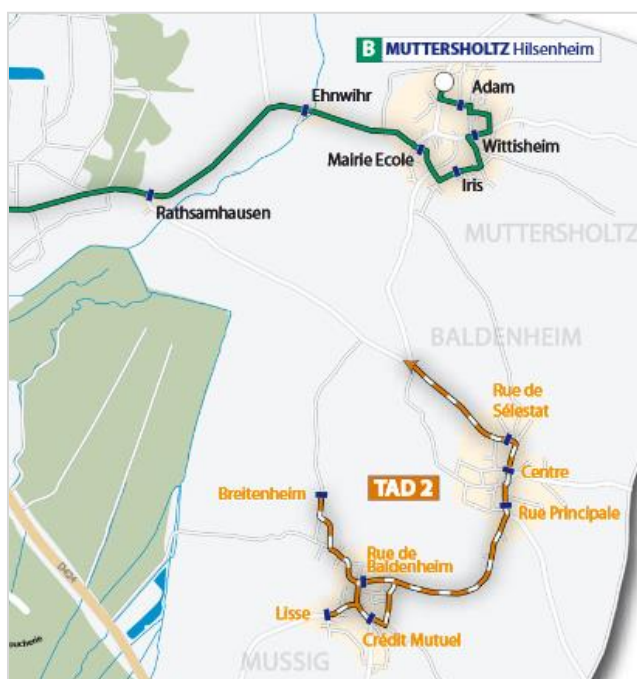 B MUTTERSHOLTZ Hilsenheim
Adam
Ehnwihr
Wittisheim
Mairie Ecole
Iris
Rathsamhausen
MUTTERSHOLTZ
BALDENHEIM
Rue de
Sélestat
Centre
TAD 2
Breitenheim
Rue Principale
Rue de
Baldenheim
D424
Lisse
Crédit Mutuel
MUSSIG